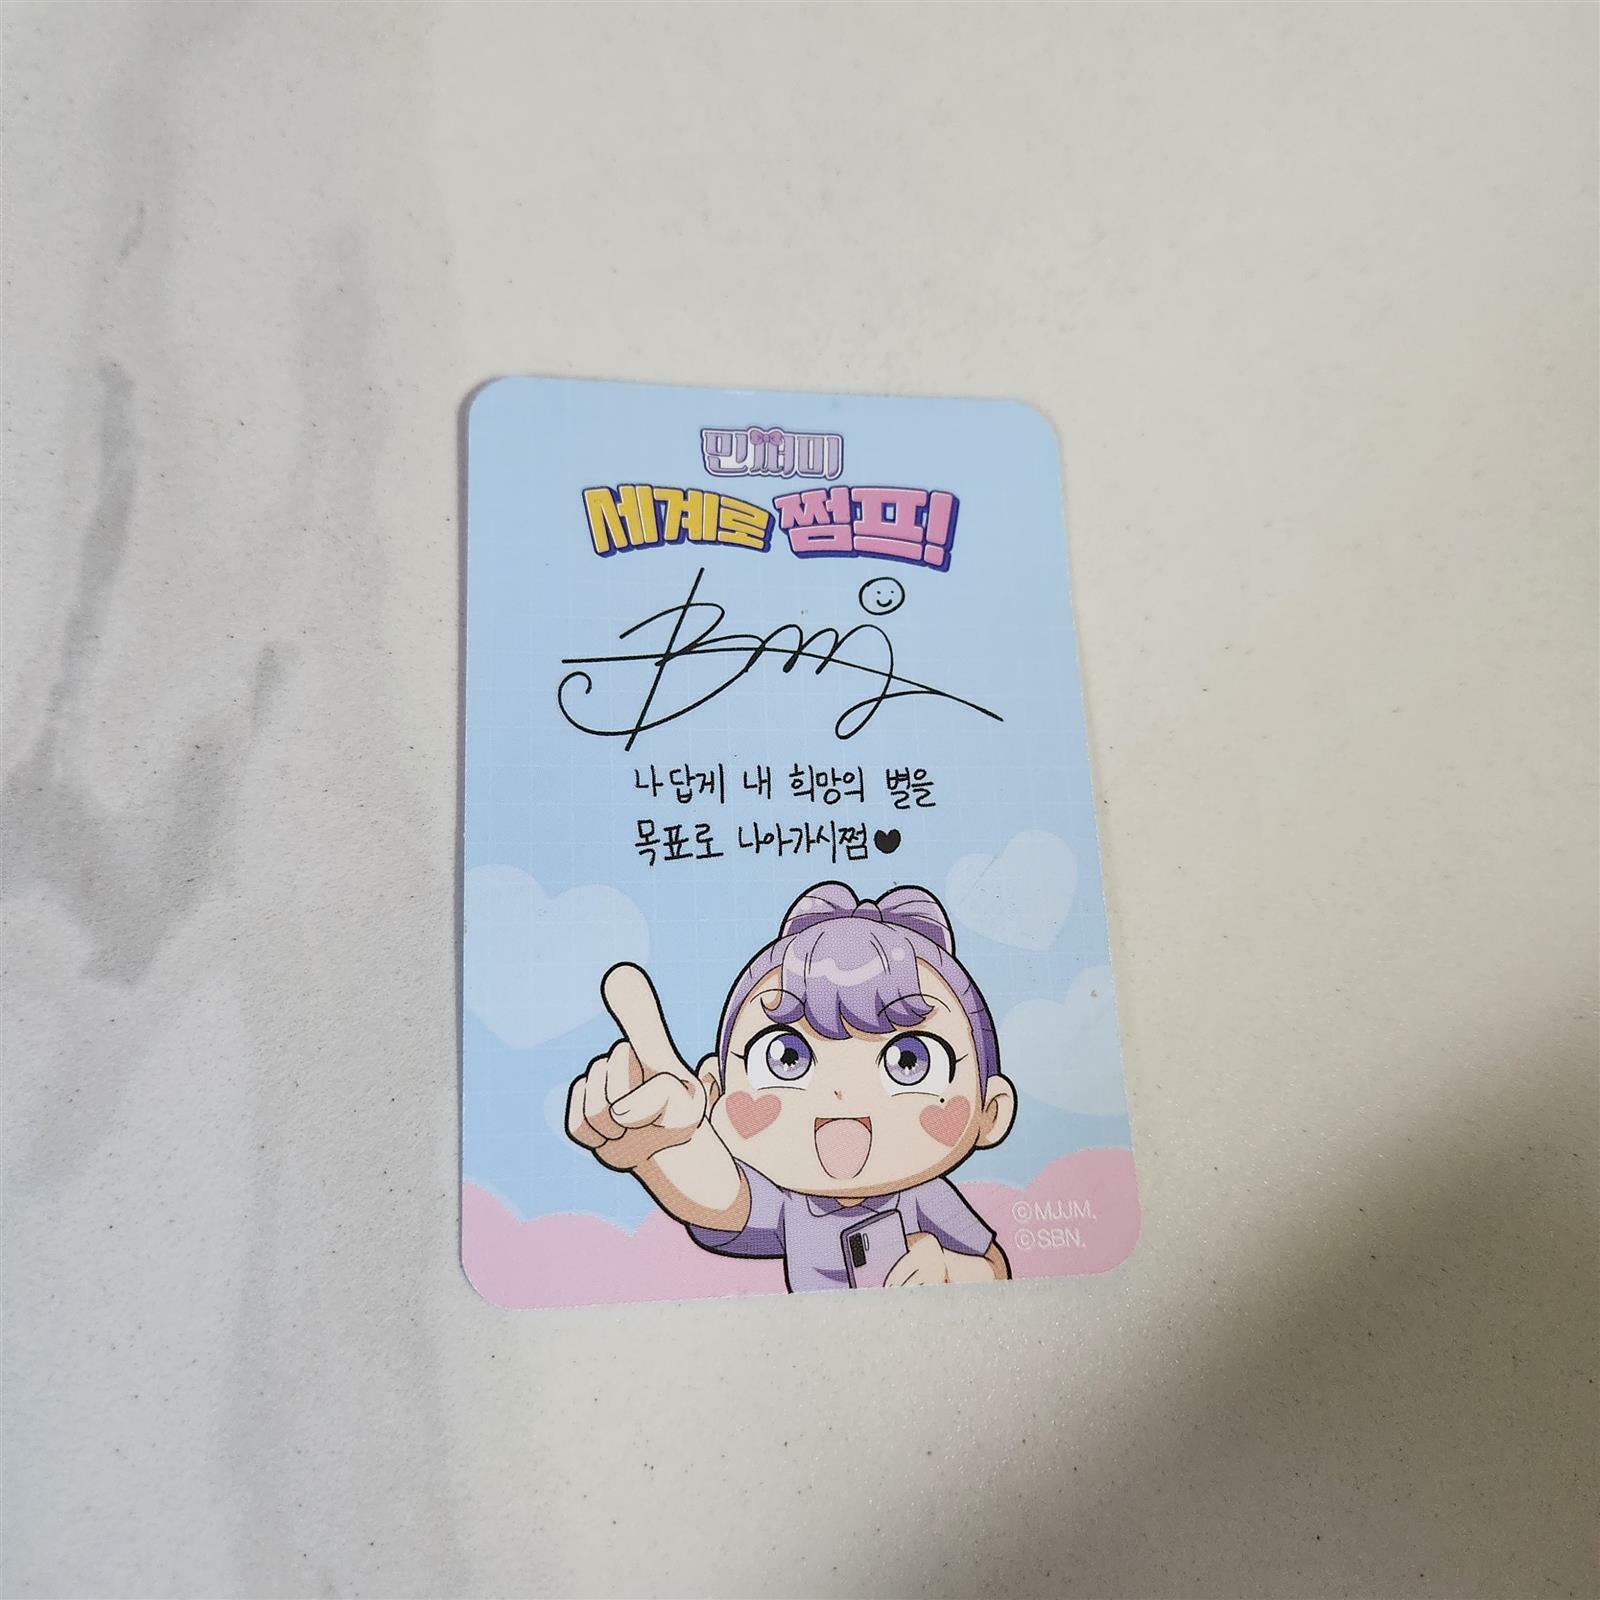 민쩌미
세계로 쩜프!
나답게 내 희망의 별을
목표로 나아가시쩜♥
©MJJM.
©SBN.